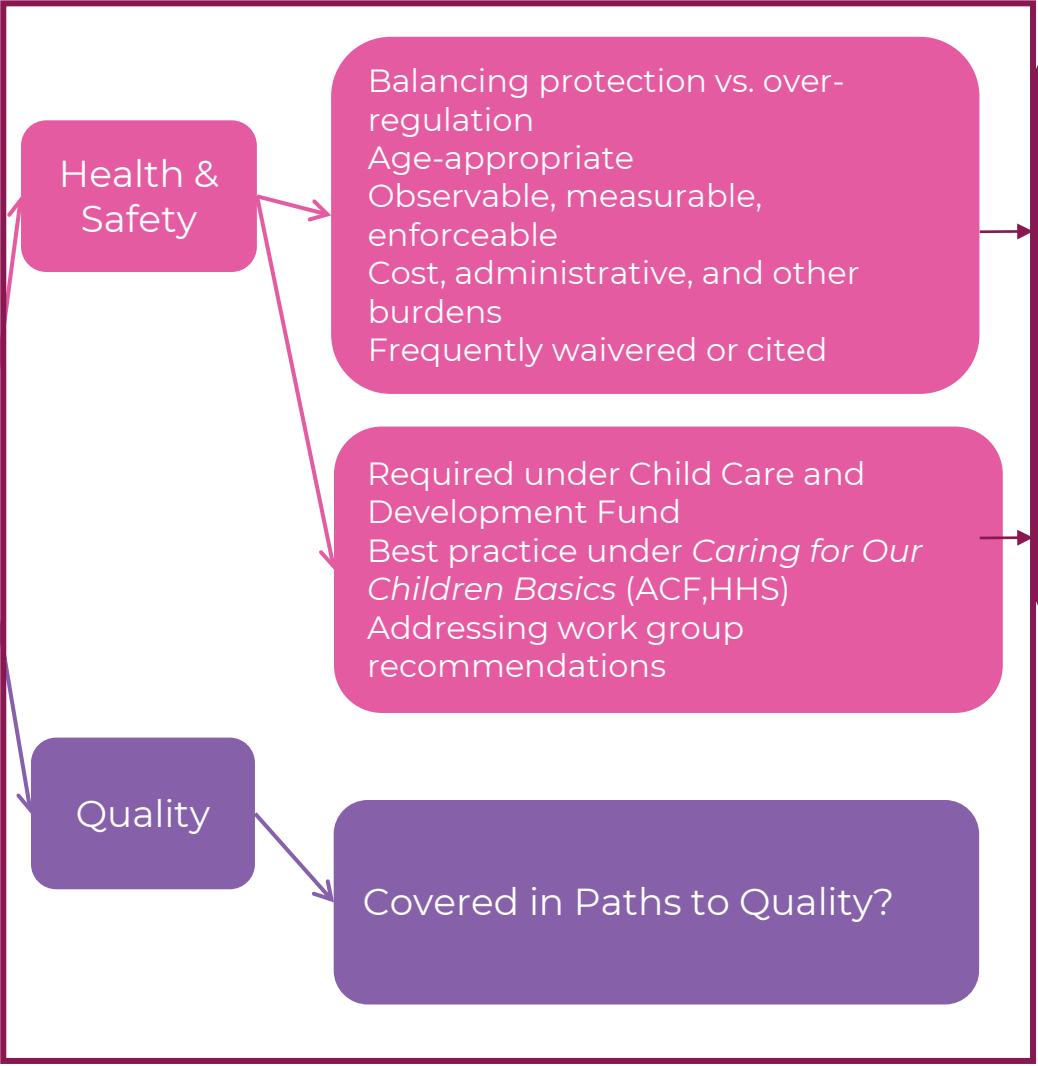 Health &
Safety
Balancing protection vs. over-
regulation
Age-appropriate
Observable, measurable,
enforceable
Cost, administrative, and other
burdens
Frequently waivered or cited
Required under Child Care and
Development Fund
Best practice under Caring for Our
Children Basics (ACF,HHS)
Addressing work group
recommendations
Quality
Covered in Paths to Quality?